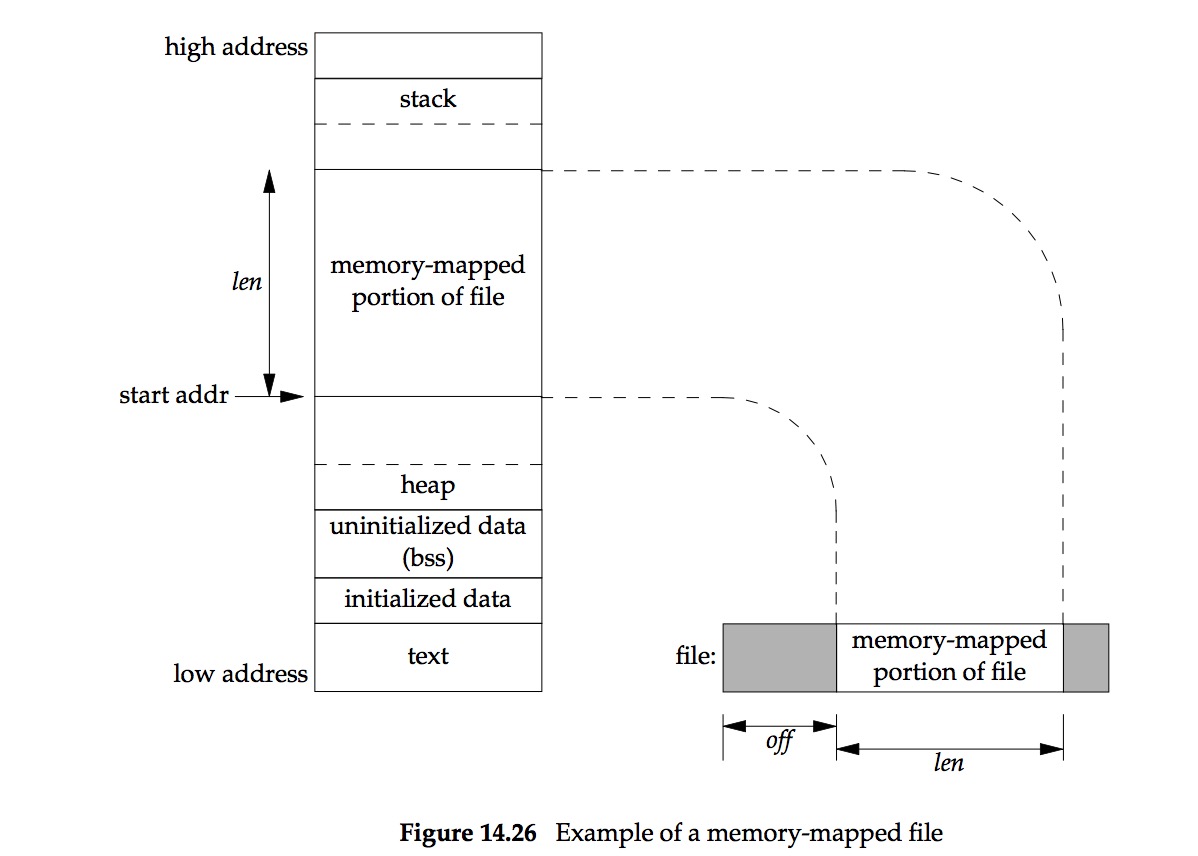 high address
stack
memory-mapped
portion of file
len
start addr
heap
uninitialized data
(bss)
initialized data
text
low address
file:
memory-mapped
portion of file
off
len
Figure 14.26 Example of a memory-mapped file